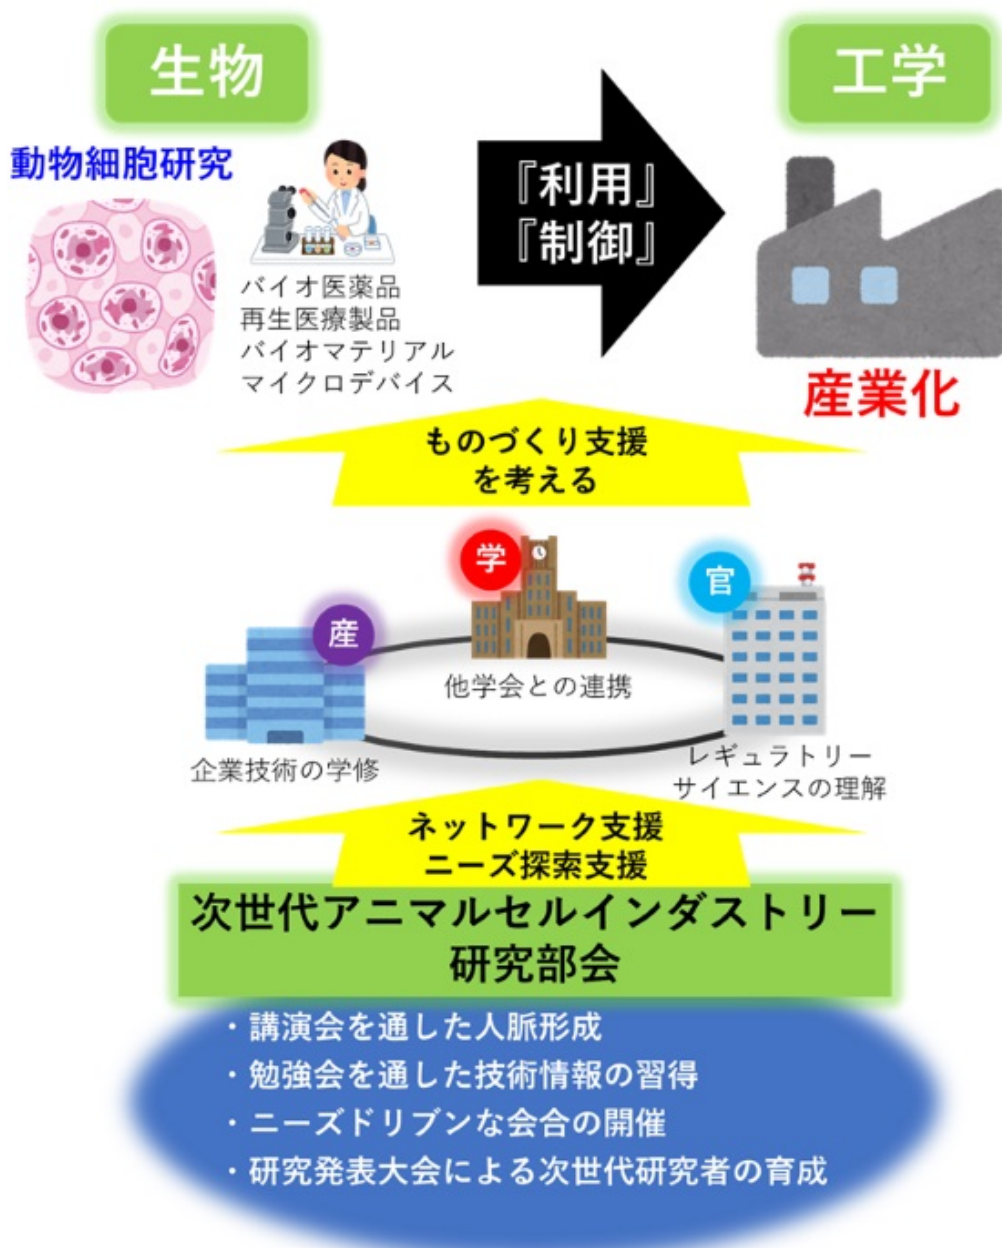 生物
工学
動物細胞研究
『利用』
『制御』
バイオ医薬品
再生医療製品
バイオマテリアル
マイクロデバイス
産業化
ものづくり支援
を考える
学
官
産
他学会との連携
企業技術の学修
レギュラトリー
サイエンスの理解
ネットワーク支援
ニーズ探索支援
次世代アニマルセルインダストリー
研究部会
・講演会を通した人脈形成
・勉強会を通した技術情報の習得
・ニーズドリブンな会合の開催
・研究発表大会による次世代研究者の育成